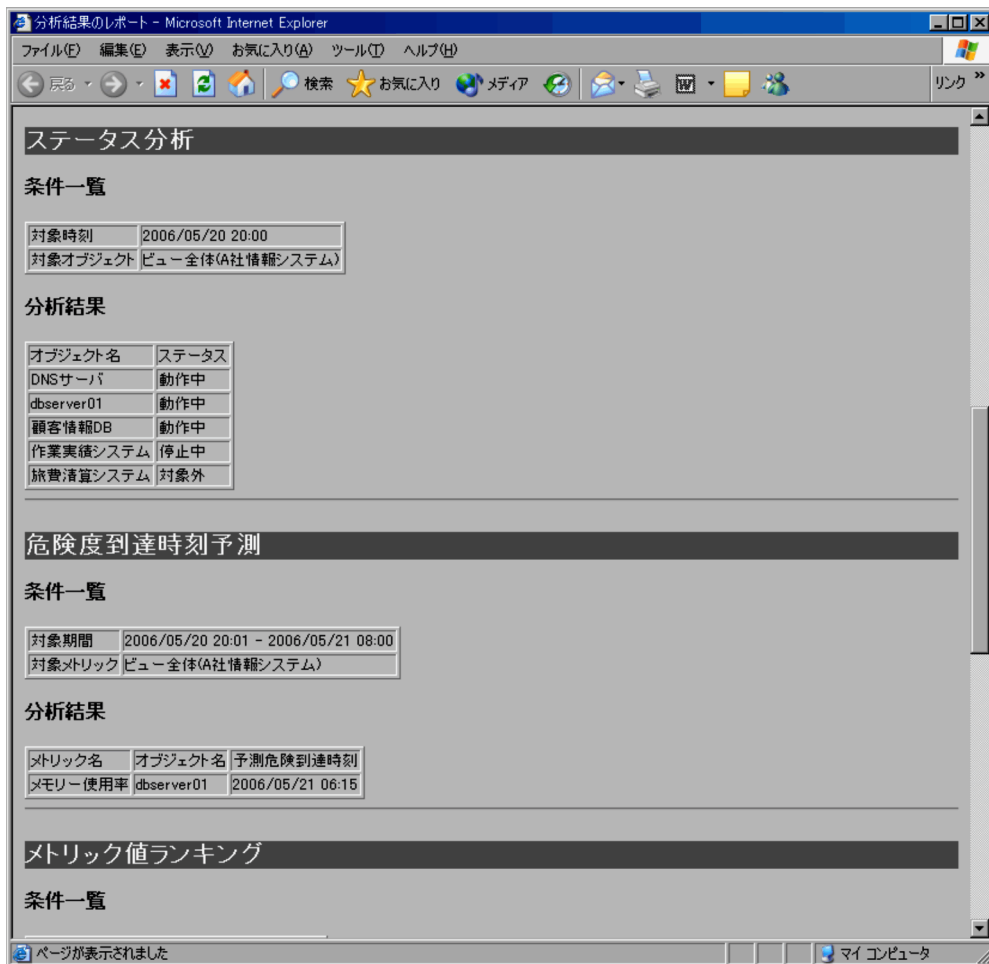 分析結果のレポート - Microsoft Internet Explorer
ファイル(F) 編集(E) 表示(V) お気に入り(A) ツール(T) ヘルプ(H)
戻る 検索 お気に入り メディア リンク »
ステータス分析
条件一覧
対象時刻 2006/05/20 20:00
対象オブジェクト ビュー全体(A社情報システム)
分析結果
オブジェクト名 ステータス
DNSサーバ 動作中
dbserver01 動作中
顧客情報DB 動作中
作業実績システム 停止中
旅費清算システム 対象外
危険度到達時刻予測
条件一覧
対象期間 2006/05/20 20:01 - 2006/05/21 08:00
対象メトリック ビュー全体(A社情報システム)
分析結果
メトリック名 オブジェクト名 予測危険到達時刻
メモリー使用率 dbserver01 2006/05/21 06:15
メトリック値ランキング
条件一覧
ページが表示されました マイ コンピュータ